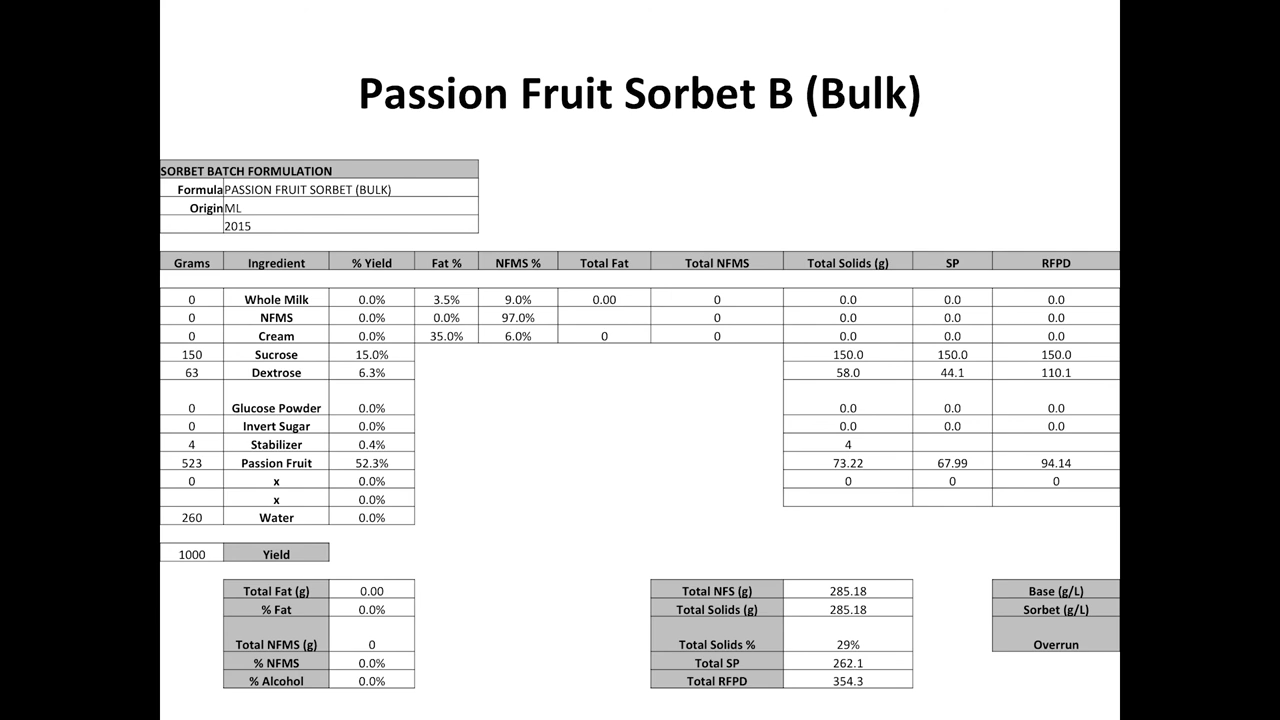 Passion Fruit Sorbet B (Bulk)
SORBET BATCH FORMULATION
Formula PASSION FRUIT SORBET (BULK)
Origin ML
2015
Grams Ingredient % Yield Fat % NFMS % Total Fat Total NFMS Total Solids (g) SP RFPD
0 Whole Milk 0.0% 3.5% 9.0% 0.00 0 0.0 0.0 0.0
0 NFMS 0.0% 0.0% 97.0% 0 0.0 0.0 0.0
0 Cream 0.0% 35.0% 6.0% 0 0 0.0 0.0 0.0
150 Sucrose 15.0% 150.0 150.0 150.0
63 Dextrose 6.3% 58.0 44.1 110.1
0 Glucose Powder 0.0% 0.0 0.0 0.0
0 Invert Sugar 0.0% 0.0 0.0 0.0
4 Stabilizer 0.4% 4
523 Passion Fruit 52.3% 73.22 67.99 94.14
0 x 0.0% 0 0 0
x 0.0%
260 Water 0.0%
1000 Yield
Total Fat (g) 0.00 Total NFS (g) 285.18 Base (g/L)
% Fat 0.0% Total Solids (g) 285.18 Sorbet (g/L)
Total NFMS (g) 0 Total Solids % 29% Overrun
% NFMS 0.0% Total SP 262.1
% Alcohol 0.0% Total RFPD 354.3